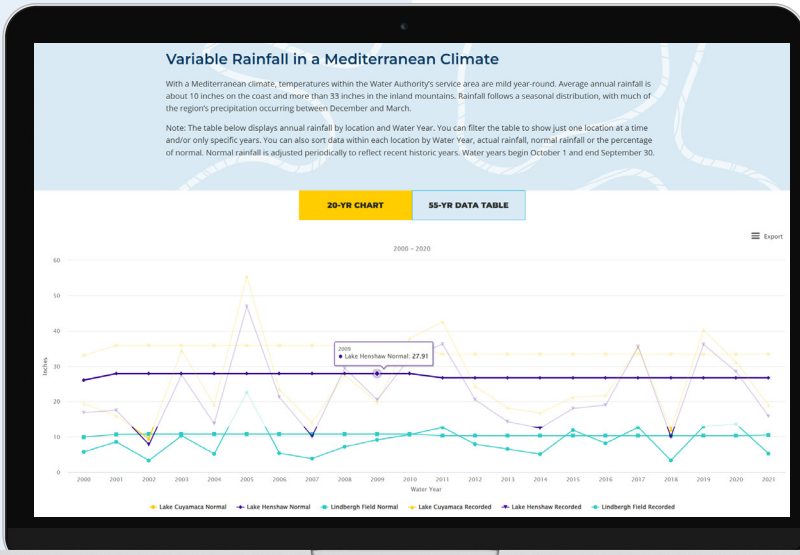 Variable Rainfall in a Mediterranean Climate
With a Mediterranean climate, temperatures within the Water Authority's service area are mild year-round. Average annual rainfall is
about 10 inches on the coast and more than 33 inches in the inland mountains. Rainfall follows a seasonal distribution, with much of
the region's precipitation occurring between December and March.
Note: The table below displays annual rainfall by location and Water Year. You can filter the table to show just one location at a time
and/or only specific years. You can also sort data within each location by Water Year, actual rainfall, normal rainfall or the percentage
of normal. Normal rainfall is adjusted periodically to reflect recent historic years. Water years begin October 1 and end September 30.
20-YR CHART 55-YR DATA TABLE
Export
2000 - 2020
60
50
40
2009
Lake Henshaw Normal: 27.91
30
Inches
20
10
0
2000 2001 2002 2003 2004 2005 2006 2007 2008 2009 2010 2011 2012 2013 2014 2015 2016 2017 2018 2019 2020 2021
Water Year
Lake Cuyamaca Normal Lake Henshaw Normal Lindbergh Field Normal Lake Cuyamaca Recorded Lake Henshaw Recorded Lindbergh Field Recorded